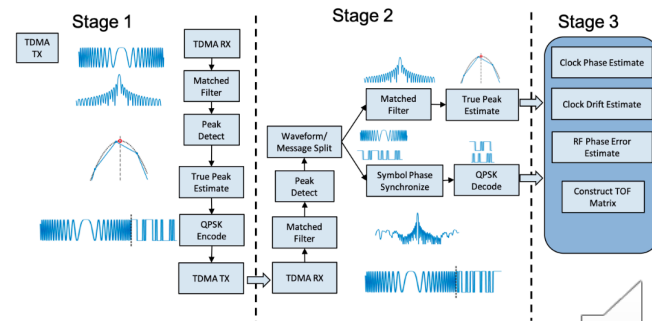 Stage 1
Stage 2
Stage 3
TDMA
TX
TDMA RX
Matched
Filter
Peak
Detect
True Peak
Estimate
QPSK
Encode
TDMA TX
TDMA RX
Matched
Filter
Peak
Detect
Waveform/
Message Split
Matched
Filter
True Peak
Estimate
Symbol Phase
Synchronize
QPSK
Decode
Clock Phase Estimate
Clock Drift Estimate
RF Phase Error
Estimate
Construct TOF
Matrix